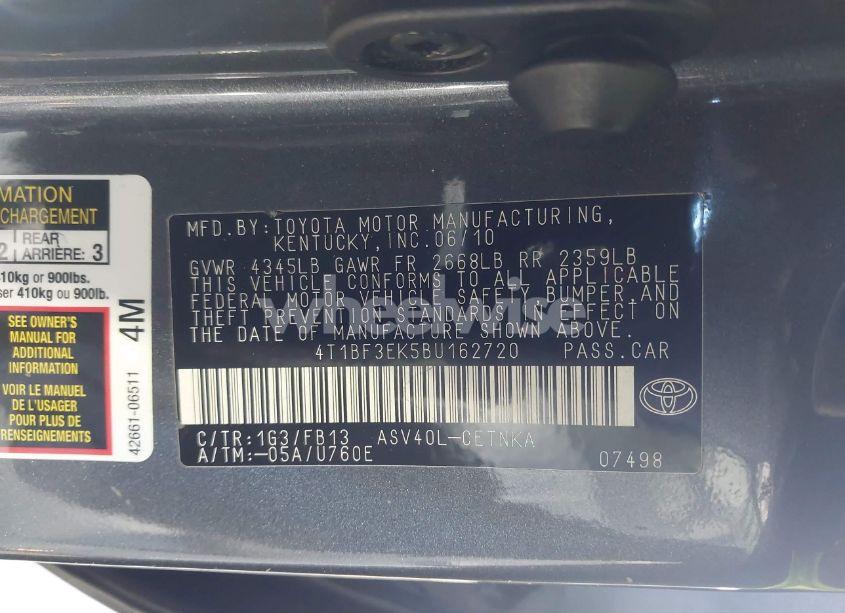 MATION
CHARGEMENT
2 REAR ARRIÈRE: 3
10kg or 900lbs.
ser 410kg ou 900lb.
SEE OWNER'S
MANUAL FOR
ADDITIONAL
INFORMATION
VOIR LE MANUEL
DE L'USAGER
POUR PLUS DE
RENSEIGNEMENTS
4M
42661-06511
MFD.BY:TOYOTA MOTOR MANUFACTURING,
KENTUCKY,INC.06/10
GVWR 4345LB GAWR FR 2668LB RR 2359LB
THIS VEHICLE CONFORMS TO ALL APPLICABLE
FEDERAL MOTOR VEHICLE SAFETY,BUMPER,AND
THEFT PREVENTION STANDARDS IN EFFECT ON
THE DATE OF MANUFACTURE SHOWN ABOVE.
4T1BF3EK5BU162720 PASS.CAR
C/TR:1G3/FB13 ASV40L-CETNKA
A/TM:-05A/U760E 07498
wheelwise